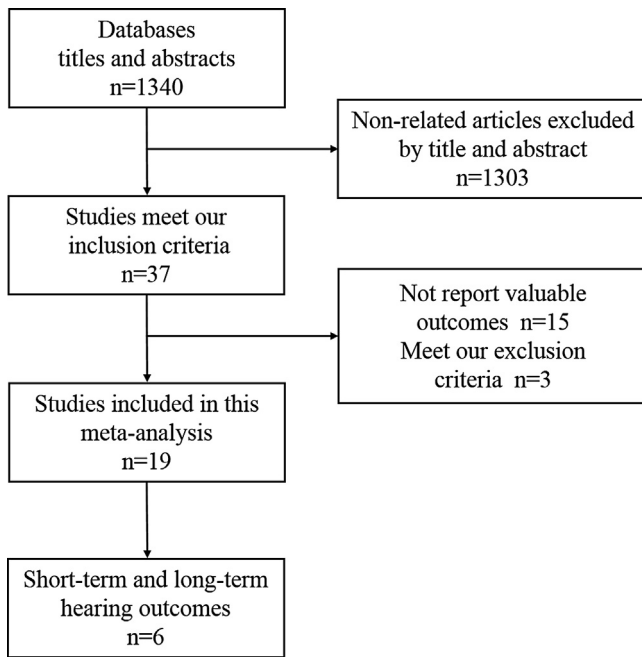 Databases
titles and abstracts
n=1340
Non-related articles excluded
by title and abstract
n=1303
Studies meet our
inclusion criteria
n=37
Not report valuable
outcomes n=15
Meet our exclusion
criteria n=3
Studies included in this
meta-analysis
n=19
Short-term and long-term
hearing outcomes
n=6